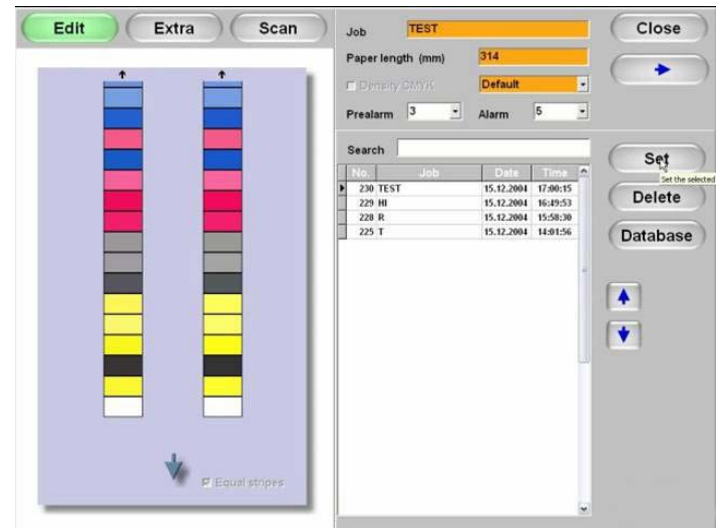 Edit Extra Scan
Equal stripes
Job TEST
Paper length (mm) 314
Density CMYK Default
Prealarm 3 Alarm 5
Close
Search
No. Job Date Time
230 TEST 15.12.2004 17:00:15
229 HI 15.12.2004 16:49:53
228 R 15.12.2004 15:58:30
225 T 15.12.2004 14:01:56
Set
Set the selected
Delete
Database